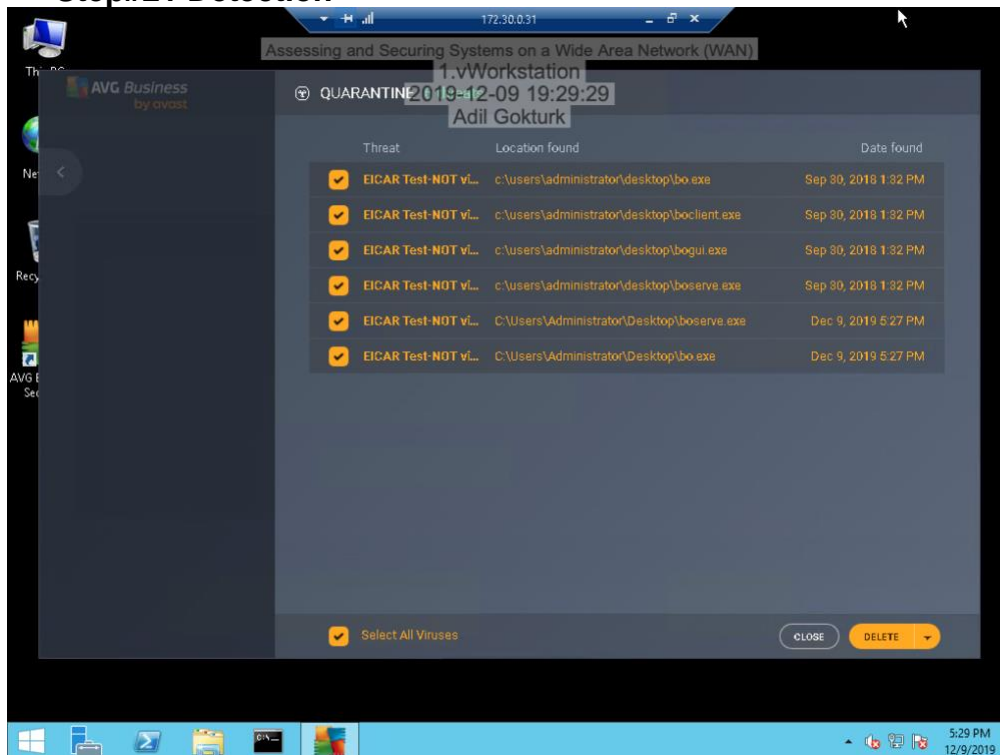 172.30.0.31
Assessing and Securing Systems on a Wide Area Network (WAN)
1.vWorkstation
2019-12-09 19:29:29
Adil Gokturk
AVG Business
by avast
QUARANTINE
Threat Location found Date found
EICAR Test-NOT vi... c:\users\administrator\desktop\bo.exe Sep 30, 2018 1:32 PM
EICAR Test-NOT vi... c:\users\administrator\desktop\boclient.exe Sep 30, 2018 1:32 PM
EICAR Test-NOT vi... c:\users\administrator\desktop\bogui.exe Sep 30, 2018 1:32 PM
EICAR Test-NOT vi... c:\users\administrator\desktop\boserve.exe Sep 30, 2018 1:32 PM
EICAR Test-NOT vi... C:\Users\Administrator\Desktop\boserve.exe Dec 9, 2019 5:27 PM
EICAR Test-NOT vi... C:\Users\Administrator\Desktop\bo.exe Dec 9, 2019 5:27 PM
Ne
Recy
AVG
Select All Viruses
CLOSE
DELETE
5:29 PM
12/9/2019